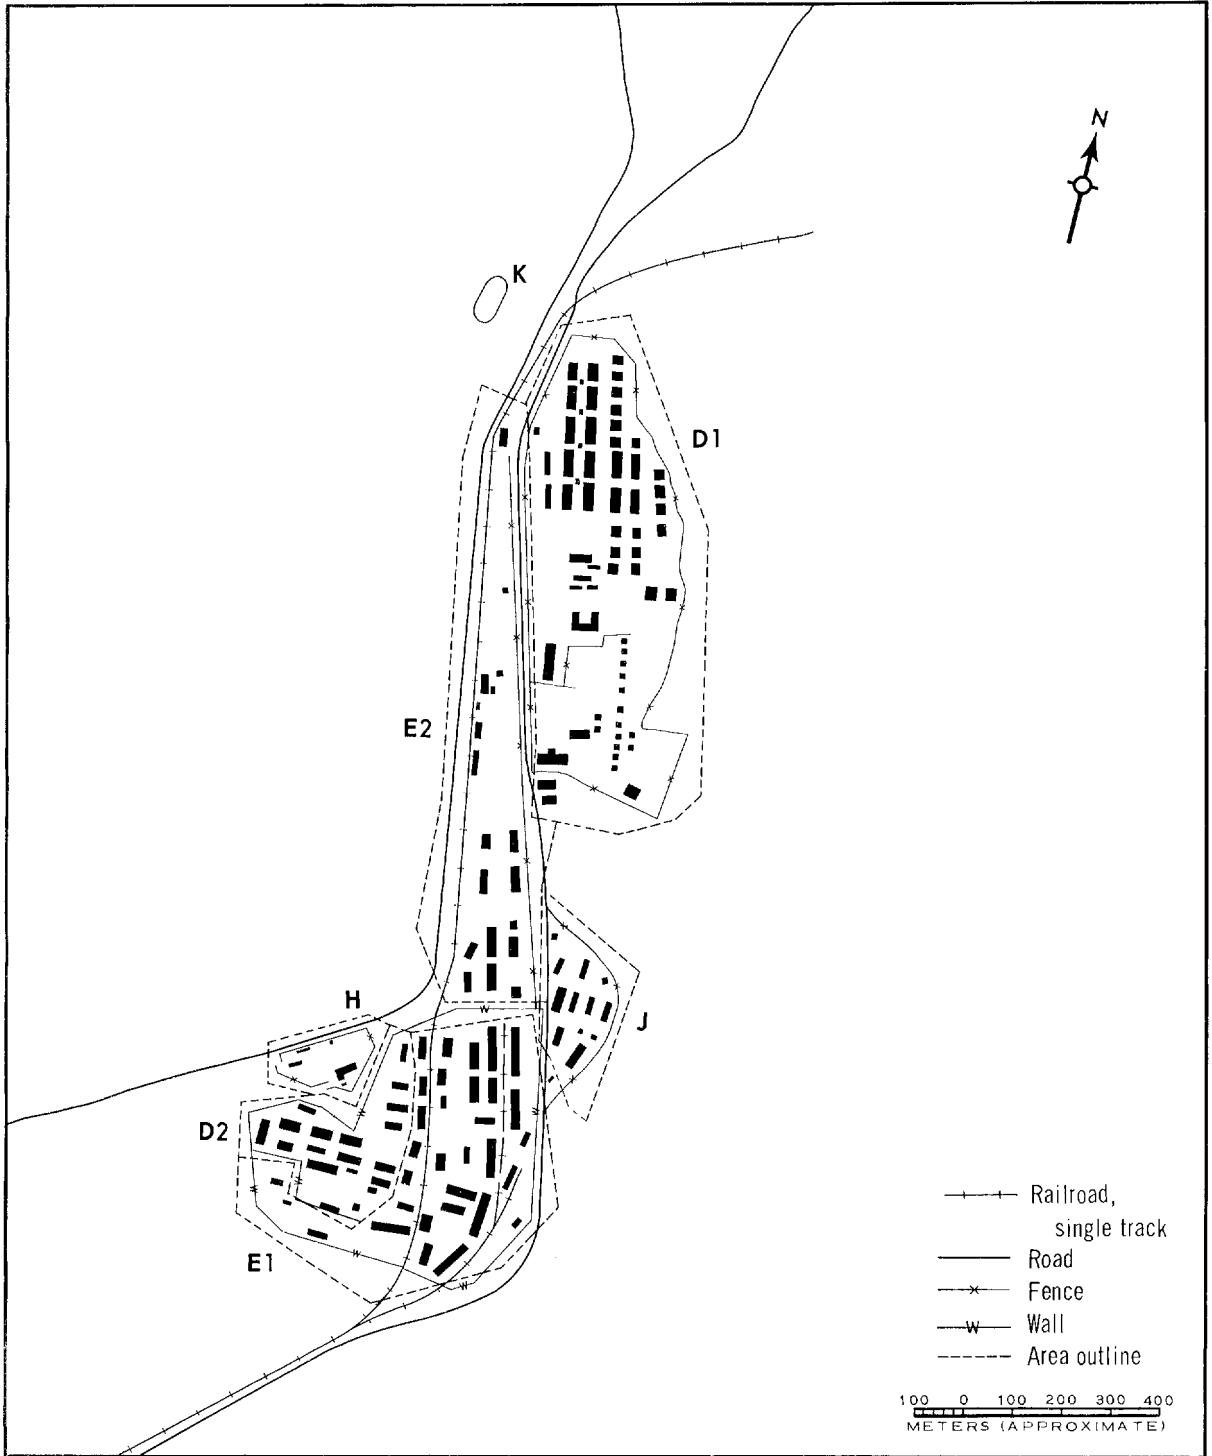 N
K
D1
E2
H
J
D2
E1
Railroad,
single track
Road
Fence
Wall
Area outline
100 0 100 200 300 400
METERS (APPROXIMATE)